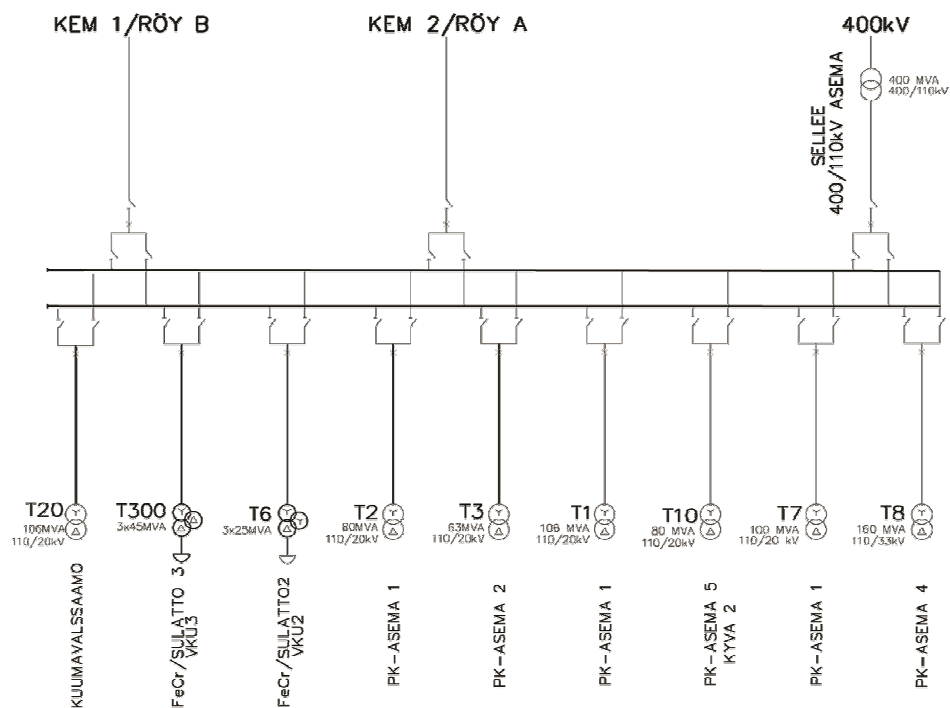 KEM 1/RÖY B
KEM 2/RÖY A
400kV
400 MVA
400/110kV
SELLEE
400/110kV ASEMA
T20
106MVA
110/20kV
T300
3x45MVA
T6
3x25MVA
T2
80MVA
110/20kV
T3
63MVA
110/20kV
T1
106 MVA
110/20kV
T10
80 MVA
110/20kV
T7
100 MVA
110/20 kV
T8
160 MVA
110/33kV
KUUMAVALSSAAMO
FeCr/SULATTO 3
VKU3
FeCr/SULATTO2
VKU2
PK-ASEMA 1
PK-ASEMA 2
PK-ASEMA 1
PK-ASEMA 5
KYVA 2
PK-ASEMA 1
PK-ASEMA 4